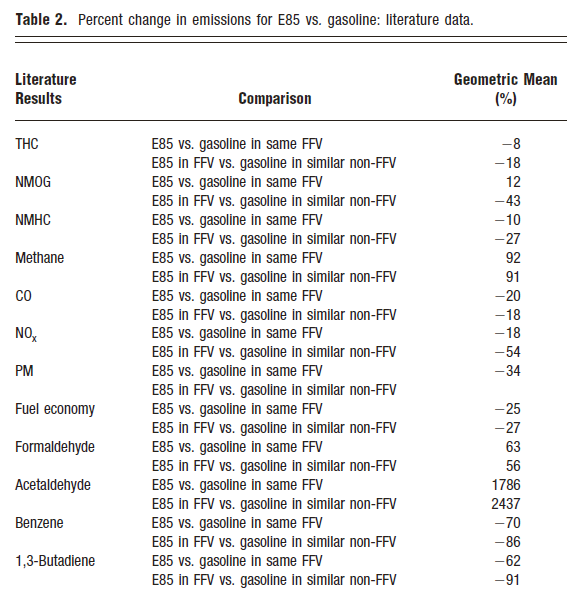 Table 2. Percent change in emissions for E85 vs. gasoline: literature data.
Literature Results Comparison Geometric Mean (%)
THC E85 vs. gasoline in same FFV −8
E85 in FFV vs. gasoline in similar non-FFV −18
NMOG E85 vs. gasoline in same FFV 12
E85 in FFV vs. gasoline in similar non-FFV −43
NMHC E85 vs. gasoline in same FFV −10
E85 in FFV vs. gasoline in similar non-FFV −27
Methane E85 vs. gasoline in same FFV 92
E85 in FFV vs. gasoline in similar non-FFV 91
CO E85 vs. gasoline in same FFV −20
E85 in FFV vs. gasoline in similar non-FFV −18
NOx E85 vs. gasoline in same FFV −18
E85 in FFV vs. gasoline in similar non-FFV −54
PM E85 vs. gasoline in same FFV −34
E85 in FFV vs. gasoline in similar non-FFV
Fuel economy E85 vs. gasoline in same FFV −25
E85 in FFV vs. gasoline in similar non-FFV −27
Formaldehyde E85 vs. gasoline in same FFV 63
E85 in FFV vs. gasoline in similar non-FFV 56
Acetaldehyde E85 vs. gasoline in same FFV 1786
E85 in FFV vs. gasoline in similar non-FFV 2437
Benzene E85 vs. gasoline in same FFV −70
E85 in FFV vs. gasoline in similar non-FFV −86
1,3-Butadiene E85 vs. gasoline in same FFV −62
E85 in FFV vs. gasoline in similar non-FFV −91